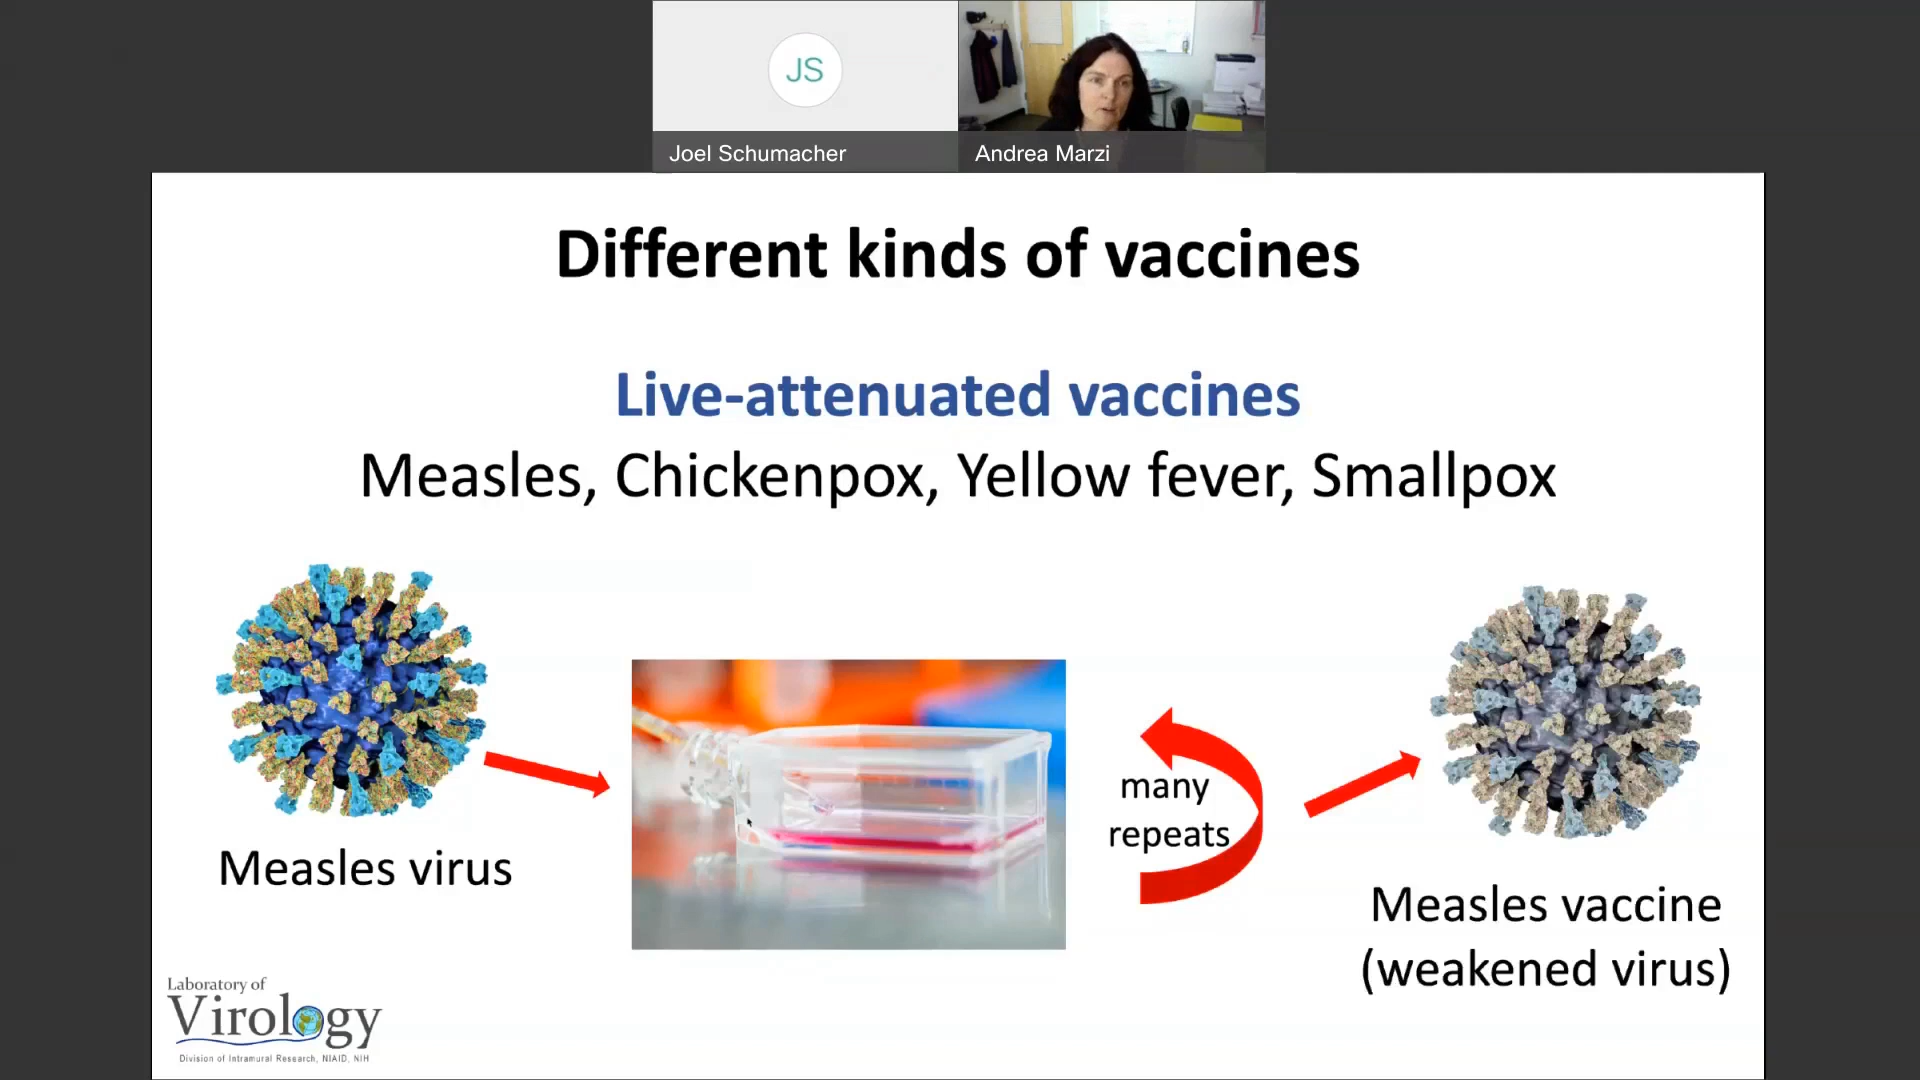 JS
Joel Schumacher
Andrea Marzi
Different kinds of vaccines
Live-attenuated vaccines
Measles, Chickenpox, Yellow fever, Smallpox
many
repeats
Measles virus
Measles vaccine
(weakened virus)
Laboratory of
Virology
Division of Intramural Research, NIAID, NIH